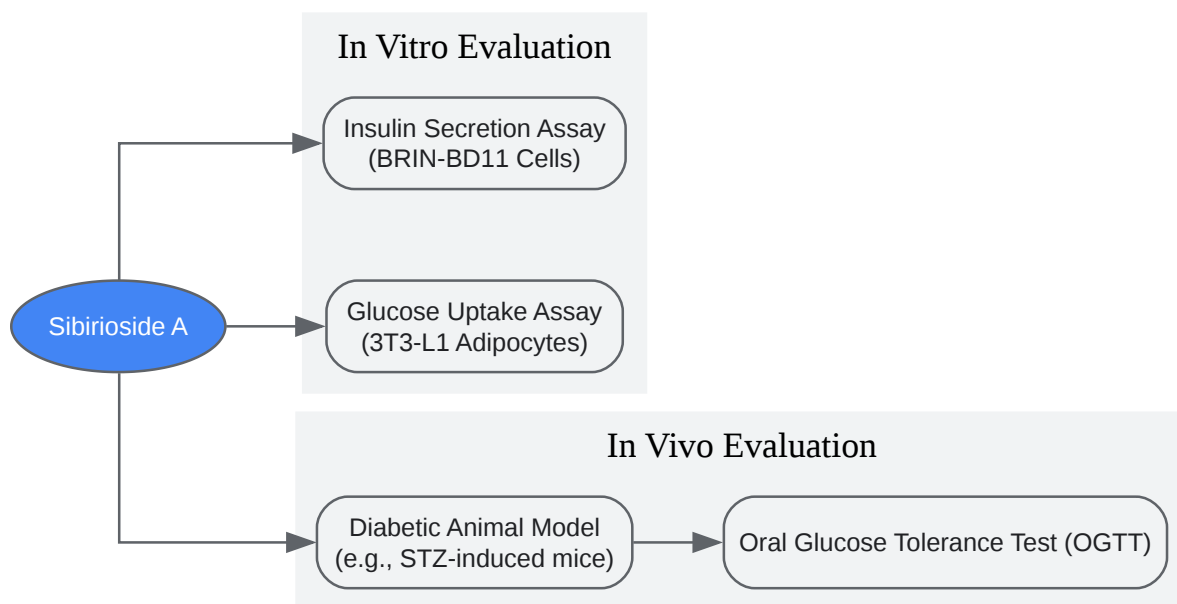 In Vitro Evaluation
Insulin Secretion Assay
(BRIN-BD11 Cells)
Sibirioside A
Glucose Uptake Assay
(3T3-L1 Adipocytes)
In Vivo Evaluation
Diabetic Animal Model
(e.g., STZ-induced mice)
Oral Glucose Tolerance Test (OGTT)